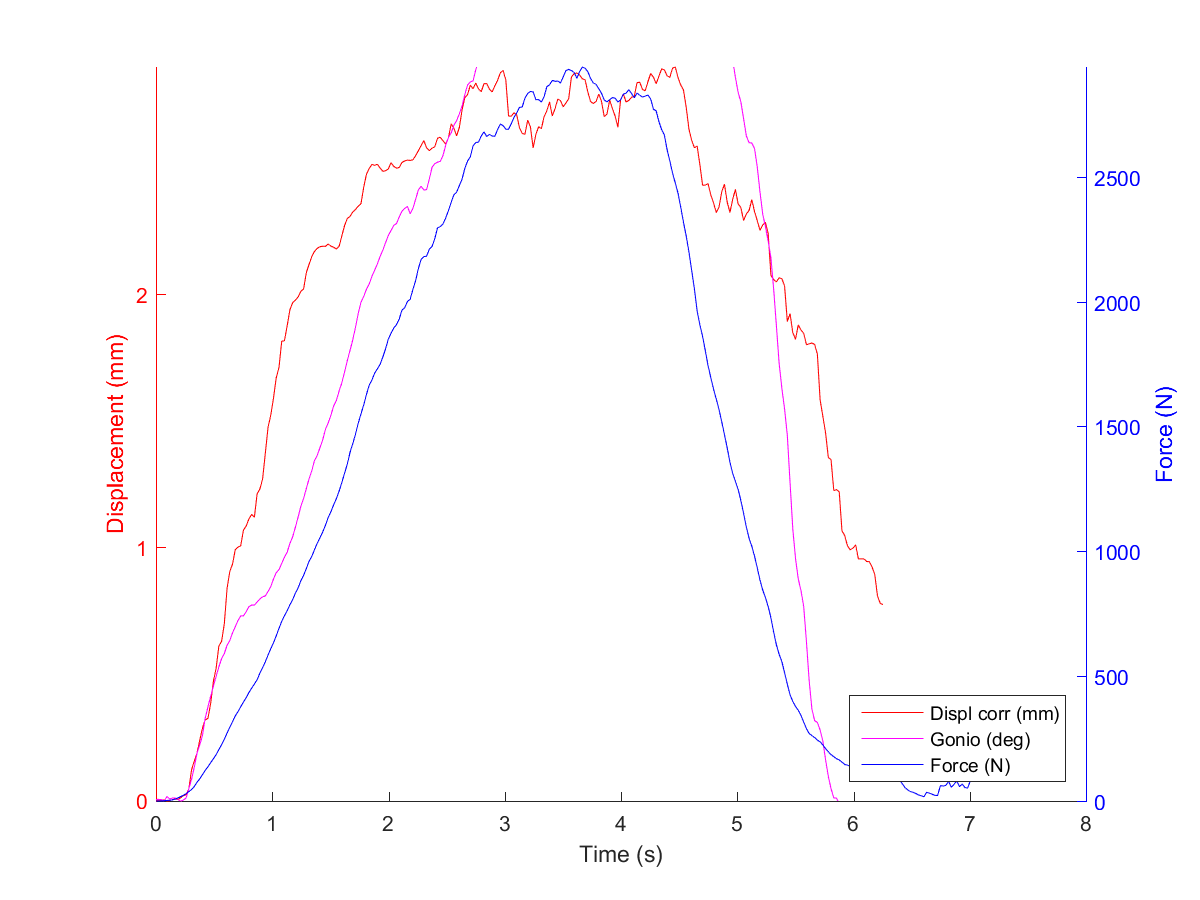 Displacement (mm)
2
1
0
2500
2000
1500
1000
500
0
Force (N)
Displ corr (mm)
Gonio (deg)
Force (N)
0 1 2 3 4 5 6 7 8
Time (s)